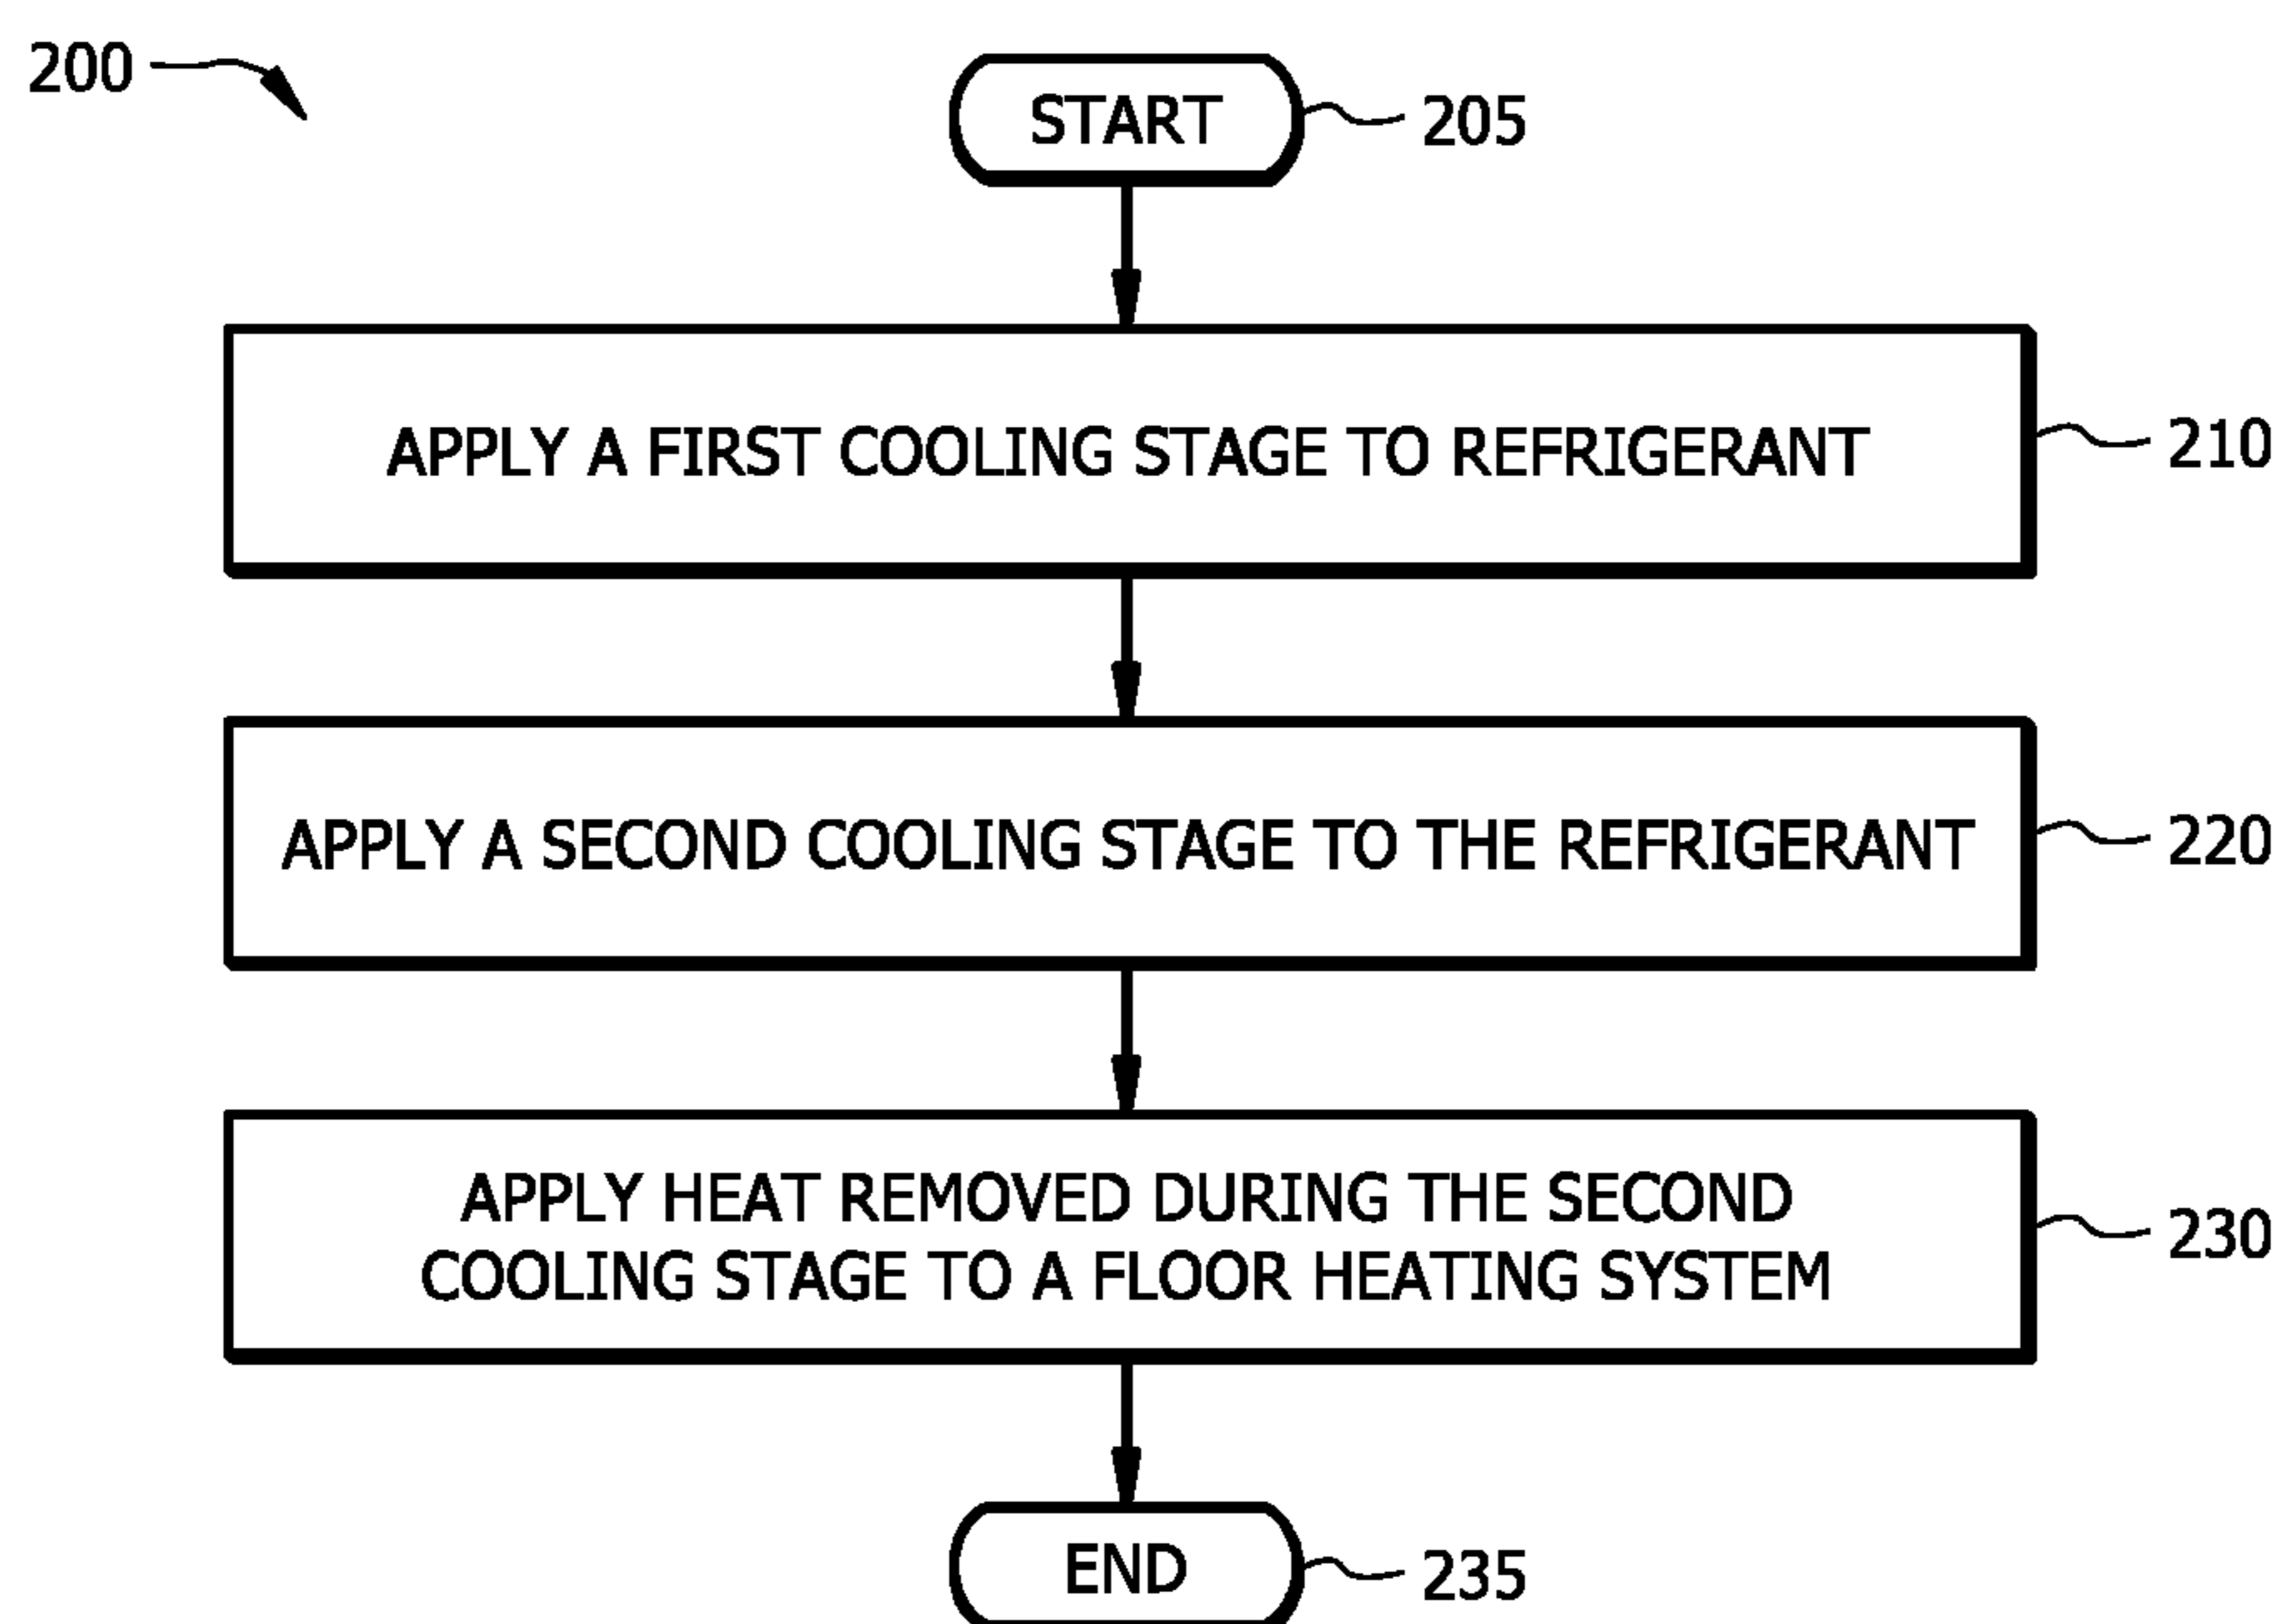 200
START
205
APPLY A FIRST COOLING STAGE TO REFRIGERANT
210
APPLY A SECOND COOLING STAGE TO THE REFRIGERANT
220
APPLY HEAT REMOVED DURING THE SECOND
COOLING STAGE TO A FLOOR HEATING SYSTEM
230
END
235